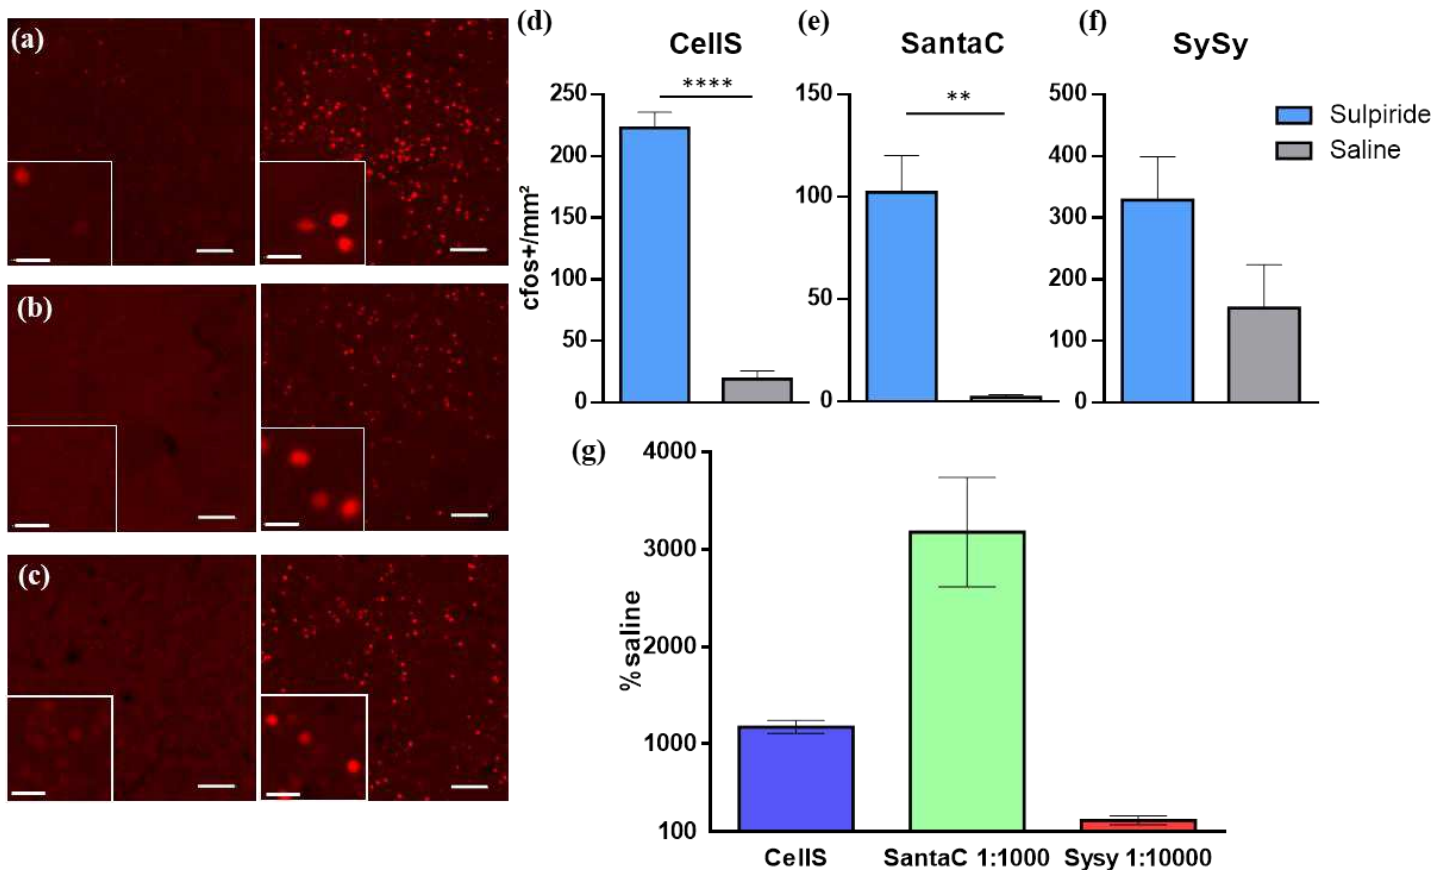 (a)
(b)
(c)
(d)
CellS
****
cfos+/mm²
250
200
150
100
50
0
(e)
SantaC
**
150
100
50
0
(f)
SySy
500
400
300
200
100
0
Sulpiride
Saline
(g)
%saline
4000
3000
2000
1000
100
CellS
SantaC 1:1000
Sysy 1:10000